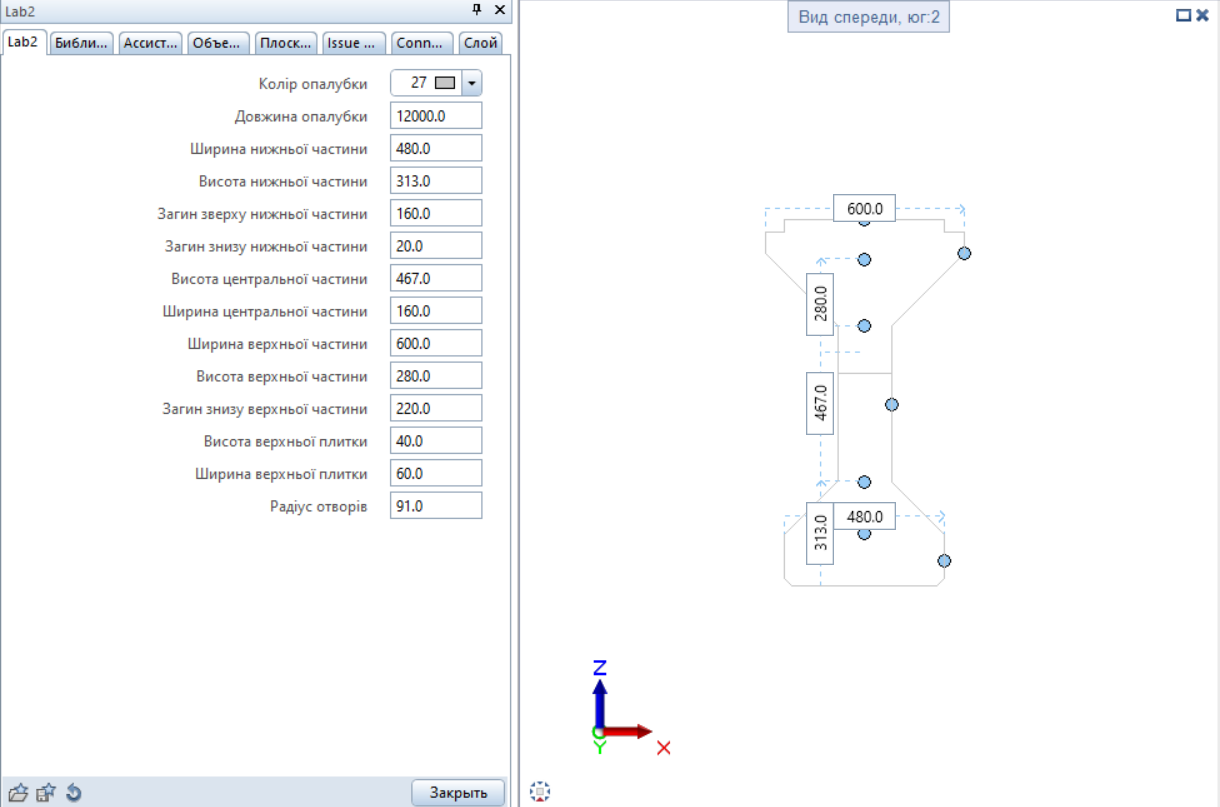 Lab2
Lab2 Библи... Ассист... Объе... Плоск... Issue ... Conn... Слой
Колір опалубки 27
Довжина опалубки 12000.0
Ширина нижньої частини 480.0
Висота нижньої частини 313.0
Загин зверху нижньої частини 160.0
Загин знизу нижньої частини 20.0
Висота центральної частини 467.0
Ширина центральної частини 160.0
Ширина верхньої частини 600.0
Висота верхньої частини 280.0
Загин знизу верхньої частини 220.0
Висота верхньої плитки 40.0
Ширина верхньої плитки 60.0
Радіус отворів 91.0
Закрыть
Вид спереди, юг:2
600.0
280.0
467.0
480.0
313.0
Z
Y
X